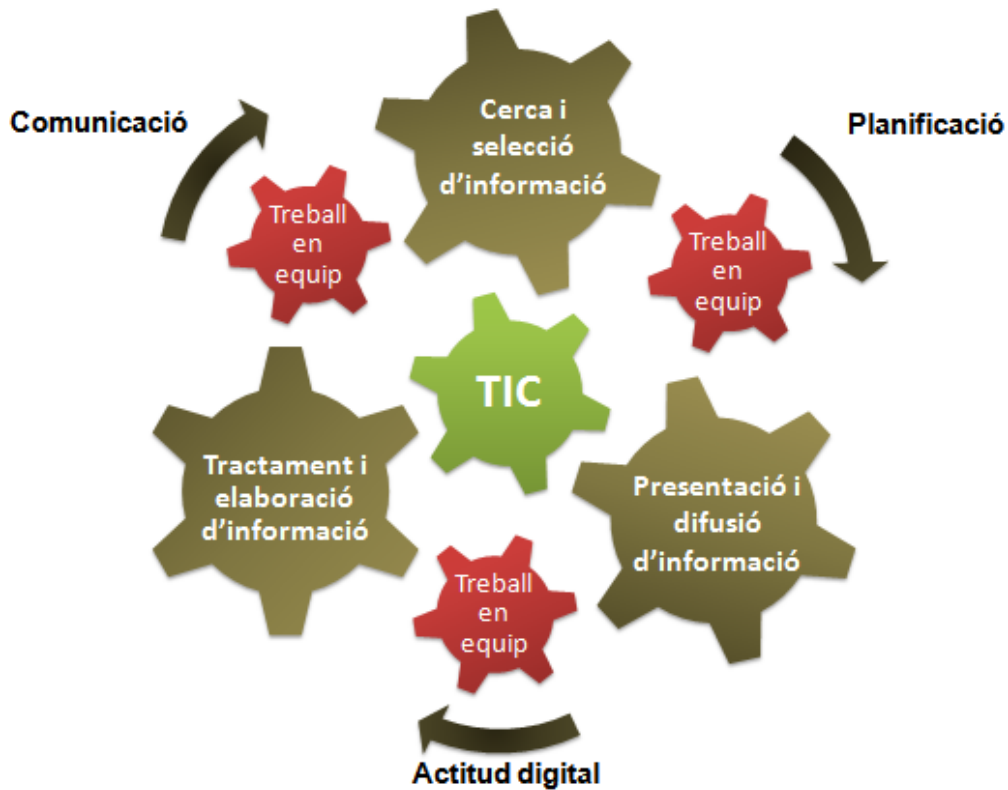 Comunicació
Cerca i
selecció
d'informació
Planificació
Treball
en
equip
Treball
en
equip
TIC
Tractament i
elaboració
d'informació
Presentació i
difusió
d'informació
Treball
en
equip
Actitud digital